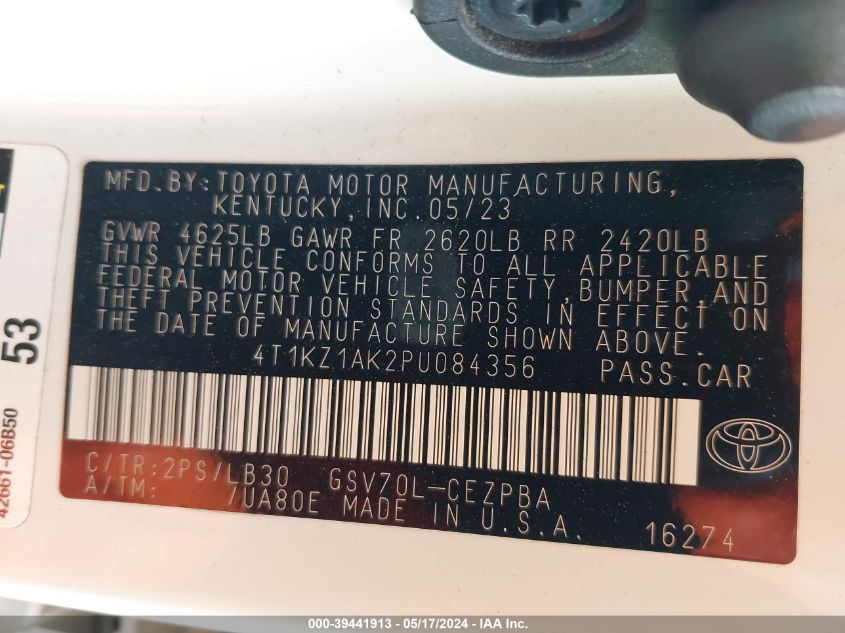 MFD.BY:TOYOTA MOTOR MANUFACTURING,
KENTUCKY,INC.05/23
GVWR 4625LB GAWR FR 2620LB RR 2420LB
THIS VEHICLE CONFORMS TO ALL APPLICABLE
FEDERAL MOTOR VEHICLE SAFETY,BUMPER,AND
THEFT PREVENTION STANDARDS IN EFFECT ON
THE DATE OF MANUFACTURE SHOWN ABOVE.
4T1KZ1AK2PU084356 PASS.CAR
C/TR:2PS/LB30 GSV70L-CEZPBA
A/TM: /UA80E MADE IN U.S.A. 16274
53
42661-06B50
000-39441913 - 05/17/2024 - IAA Inc.